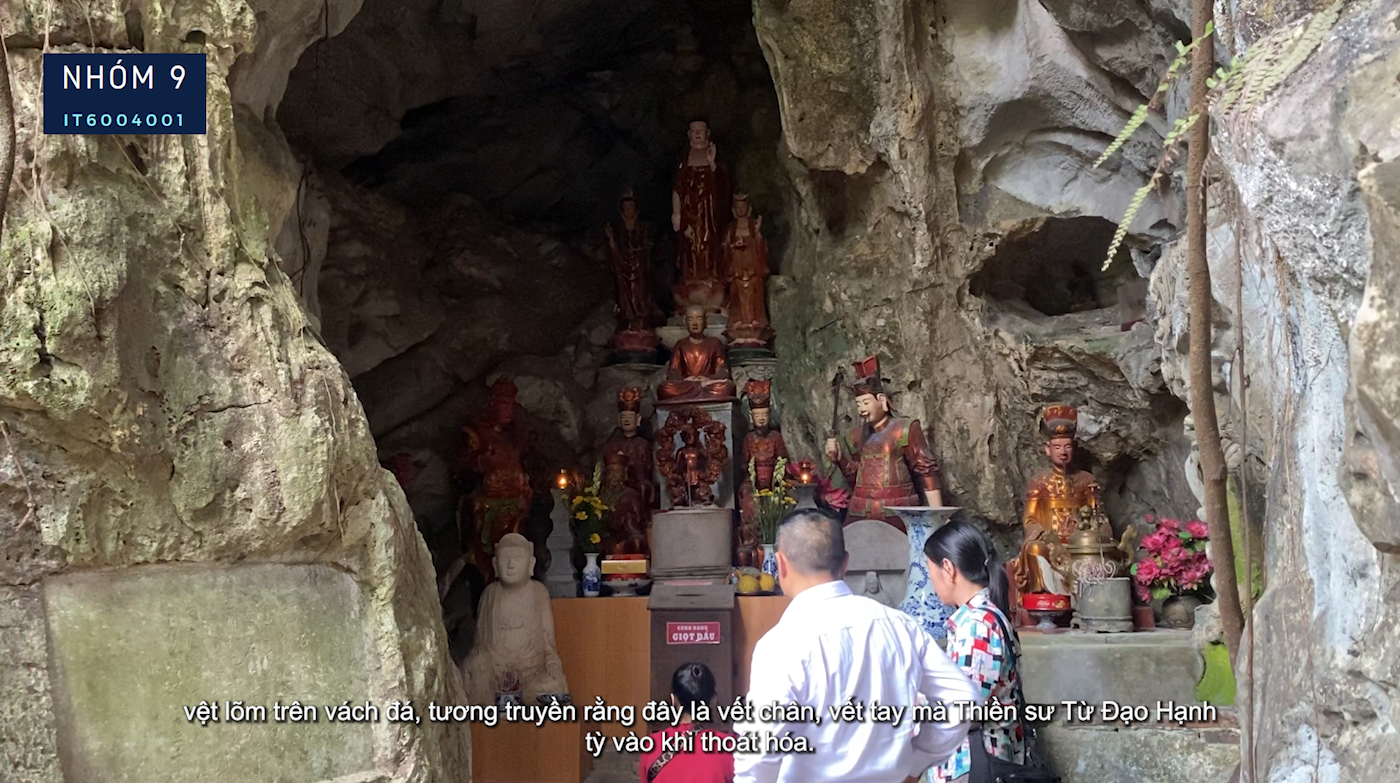 NHÓM 9
IT6004001
CUNG DÂNG
GIỌT DẦU
vệt lõm trên vách đá, tương truyền rằng đây là vết chân, vết tay mà Thiền sư Từ Đạo Hạnh
tỳ vào khi thoát hóa.